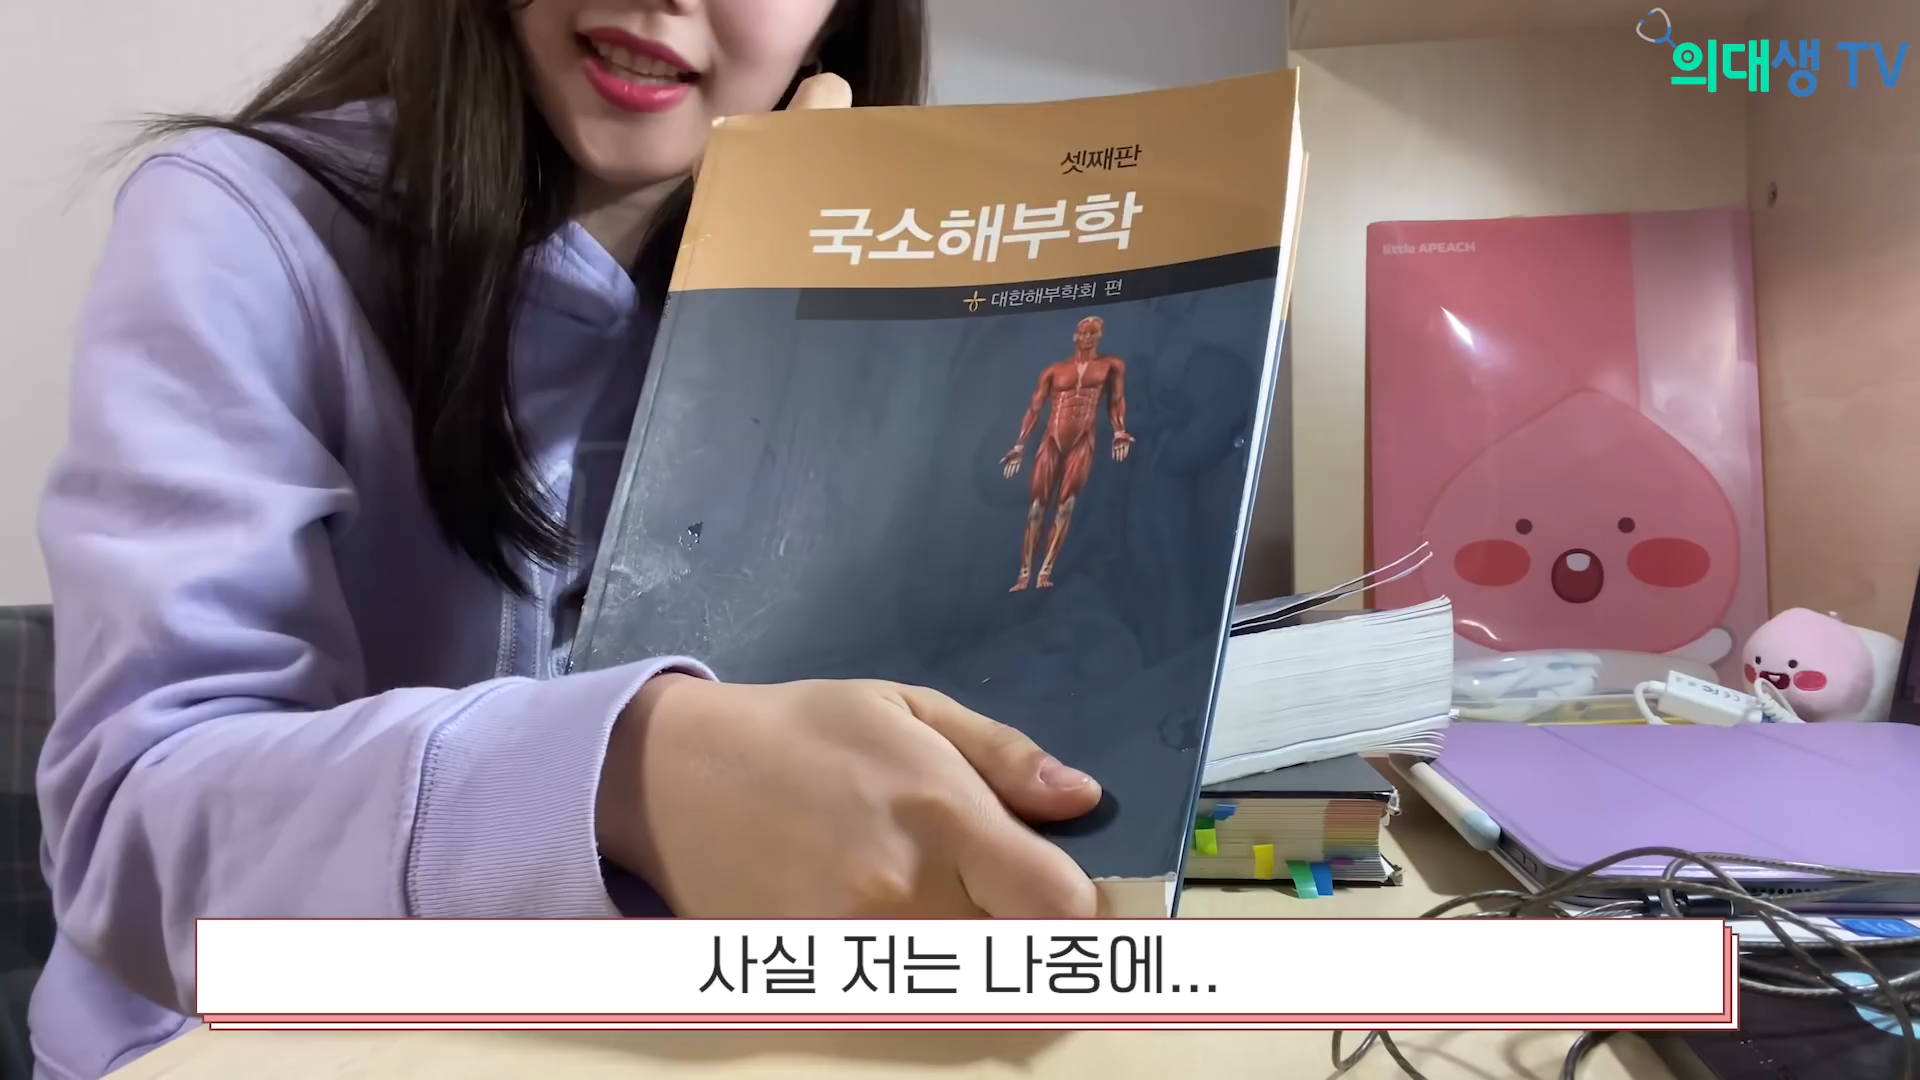 의대생 TV
셋째판
국소해부학
대한해부학회 편
little APEACH
사실 저는 나중에...